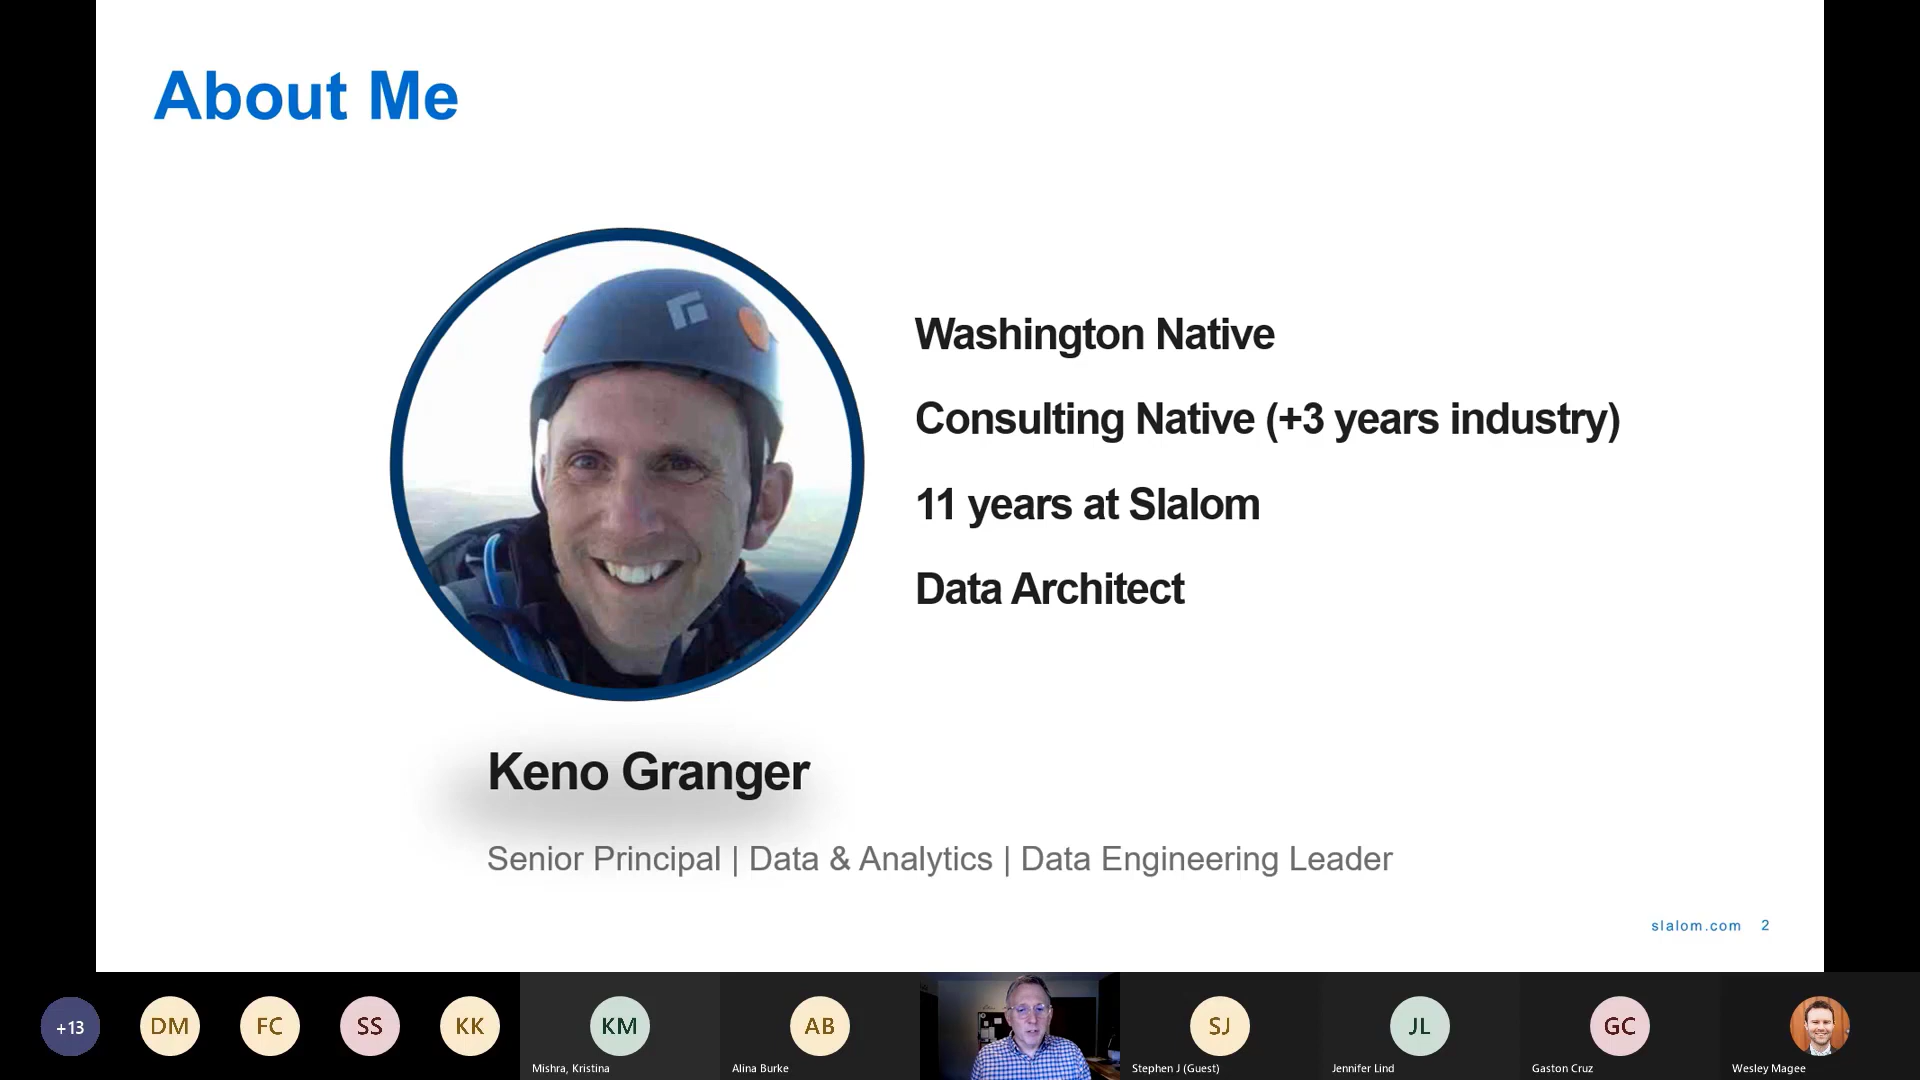 About Me
Washington Native
Consulting Native (+3 years industry)
11 years at Slalom
Data Architect
Keno Granger
Senior Principal | Data & Analytics | Data Engineering Leader
slalom.com 2
+13
DM
FC
SS
KK
KM
AB
SJ
JL
GC
Mishra, Kristina
Alina Burke
Stephen J (Guest)
Jennifer Lind
Gaston Cruz
Wesley Magee